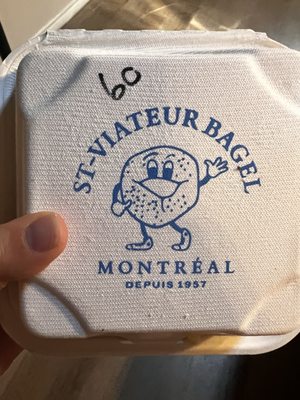 60
ST-VIATEUR BAGEL
MONTRÉAL
DEPUIS 1957